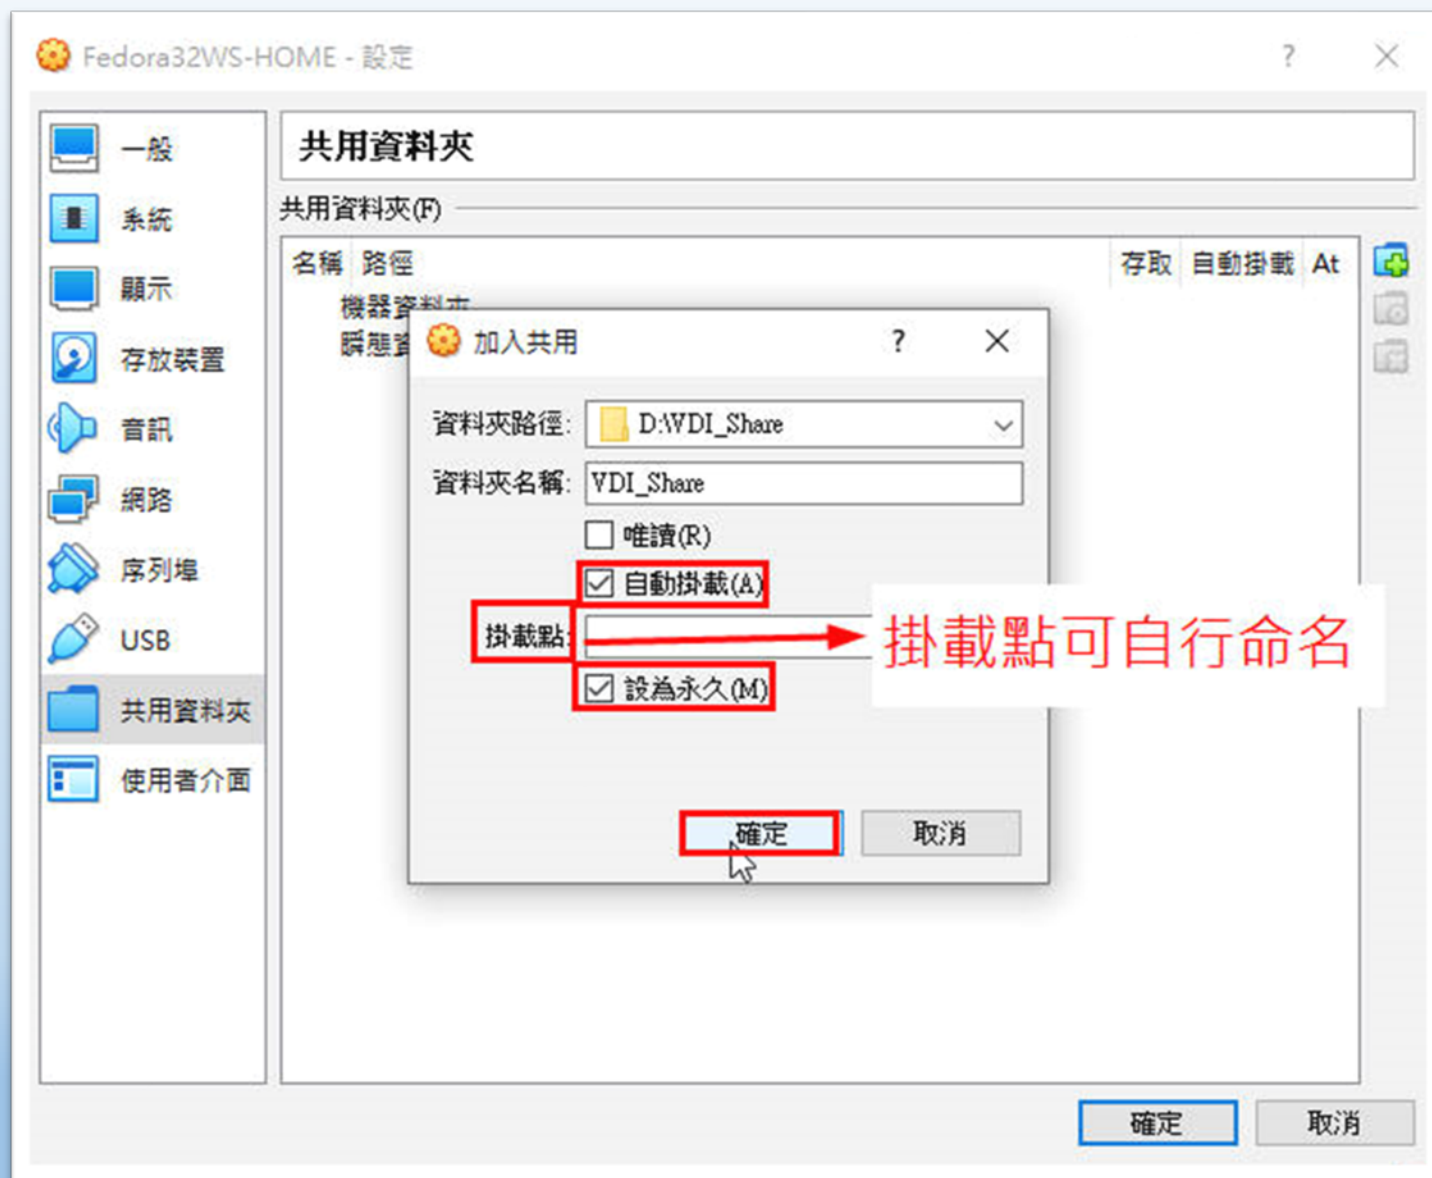 Fedora32WS-HOME - 設定
?
一般
系統
顯示
存放裝置
音訊
網路
序列埠
USB
共用資料夾
使用者介面
共用資料夾
共用資料夾(F)
名稱 路徑 存取 自動掛載 At
機器資料夾
瞬態
加入共用
?
資料夾路徑: D:\VDI_Share
資料夾名稱: VDI_Share
唯讀(R)
自動掛載(A)
掛載點:
掛載點可自行命名
設為永久(M)
確定 取消
確定 取消